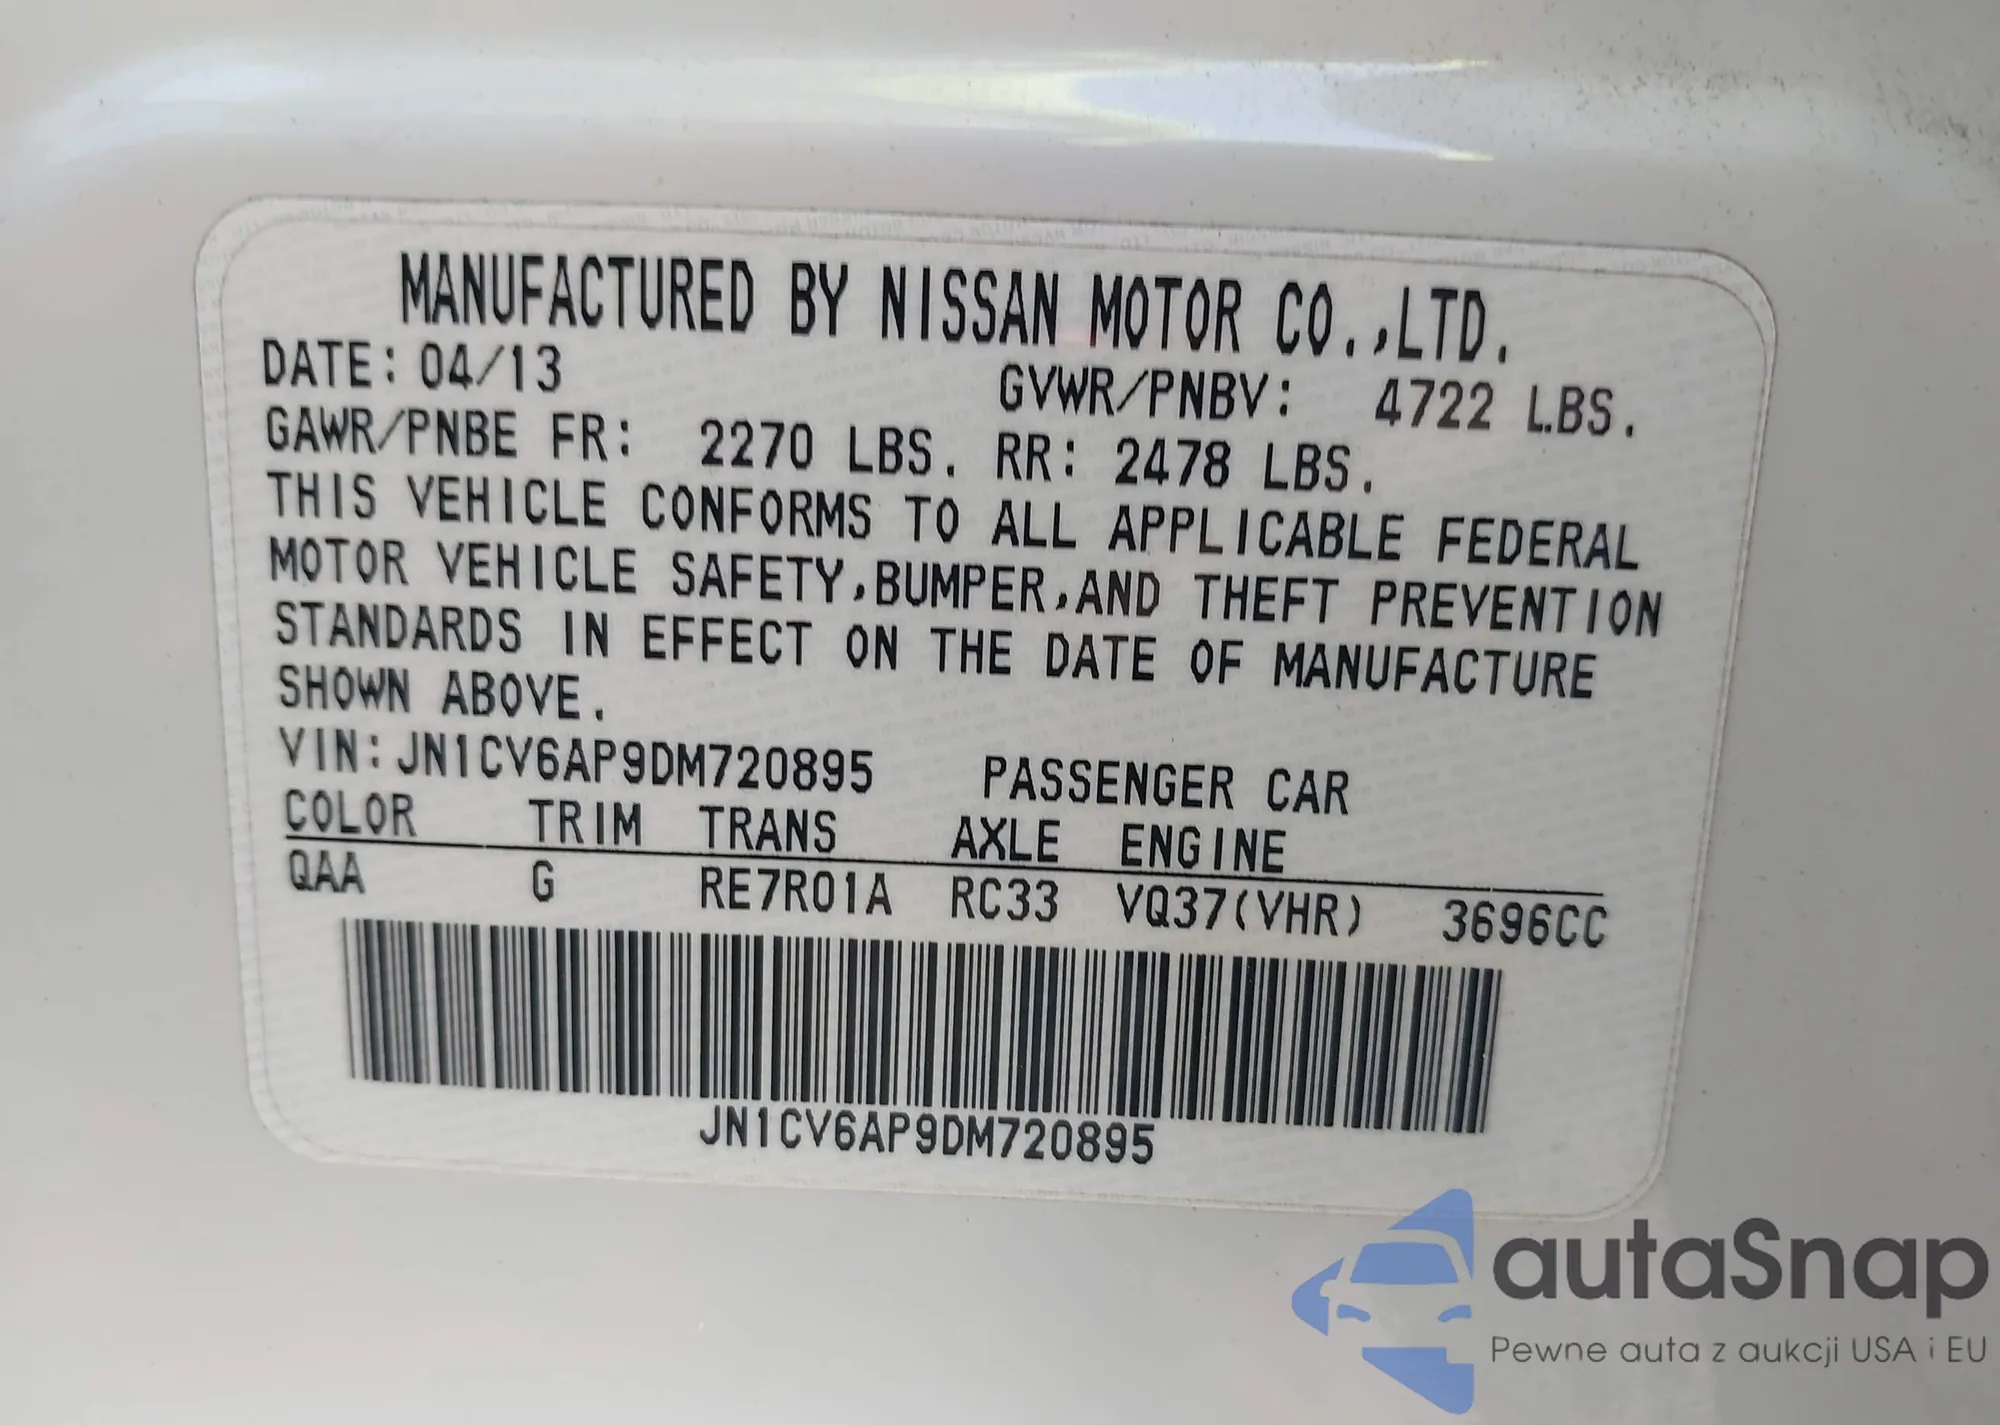 MANUFACTURED BY NISSAN MOTOR CO.,LTD.
DATE: 04/13 GVWR/PNBV: 4722 LBS.
GAWR/PNBE FR: 2270 LBS. RR: 2478 LBS.
THIS VEHICLE CONFORMS TO ALL APPLICABLE FEDERAL
MOTOR VEHICLE SAFETY,BUMPER,AND THEFT PREVENTION
STANDARDS IN EFFECT ON THE DATE OF MANUFACTURE
SHOWN ABOVE.
VIN:JN1CV6AP9DM720895 PASSENGER CAR
COLOR TRIM TRANS AXLE ENGINE
QAA G RE7R01A RC33 VQ37(VHR) 3696CC
JN1CV6AP9DM720895
autaSnap
Pewne auta z aukcji USA i EU